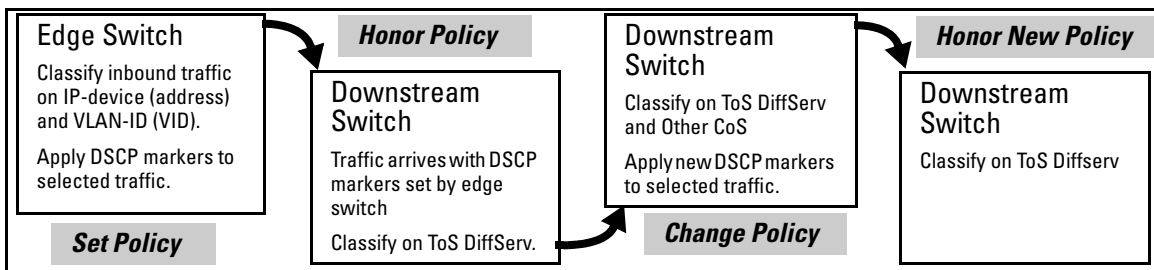 Edge Switch
Classify inbound traffic
on IP-device (address)
and VLAN-ID (VID).
Apply DSCP markers to
selected traffic.
Set Policy
Honor Policy
Downstream
Switch
Traffic arrives with DSCP
markers set by edge
switch
Classify on ToS DiffServ.
Downstream
Switch
Classify on ToS DiffServ
and Other CoS
Apply new DSCP markers
to selected traffic.
Change Policy
Honor New Policy
Downstream
Switch
Classify on ToS Diffserv